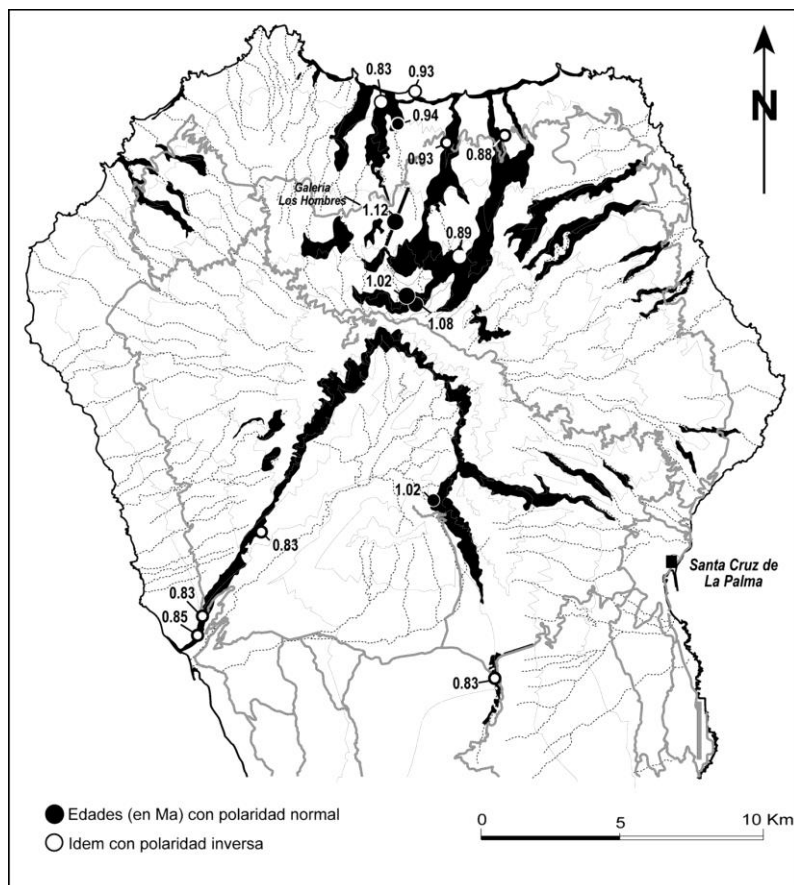 0.83
0.93
N
0.94
0.93
0.88
Galería
Los Hombres
1.12
0.89
1.02
1.08
1.02
0.83
Santa Cruz de
La Palma
0.83
0.85
0.83
Edades (en Ma) con polaridad normal
Idem con polaridad inversa
0 5 10 Km